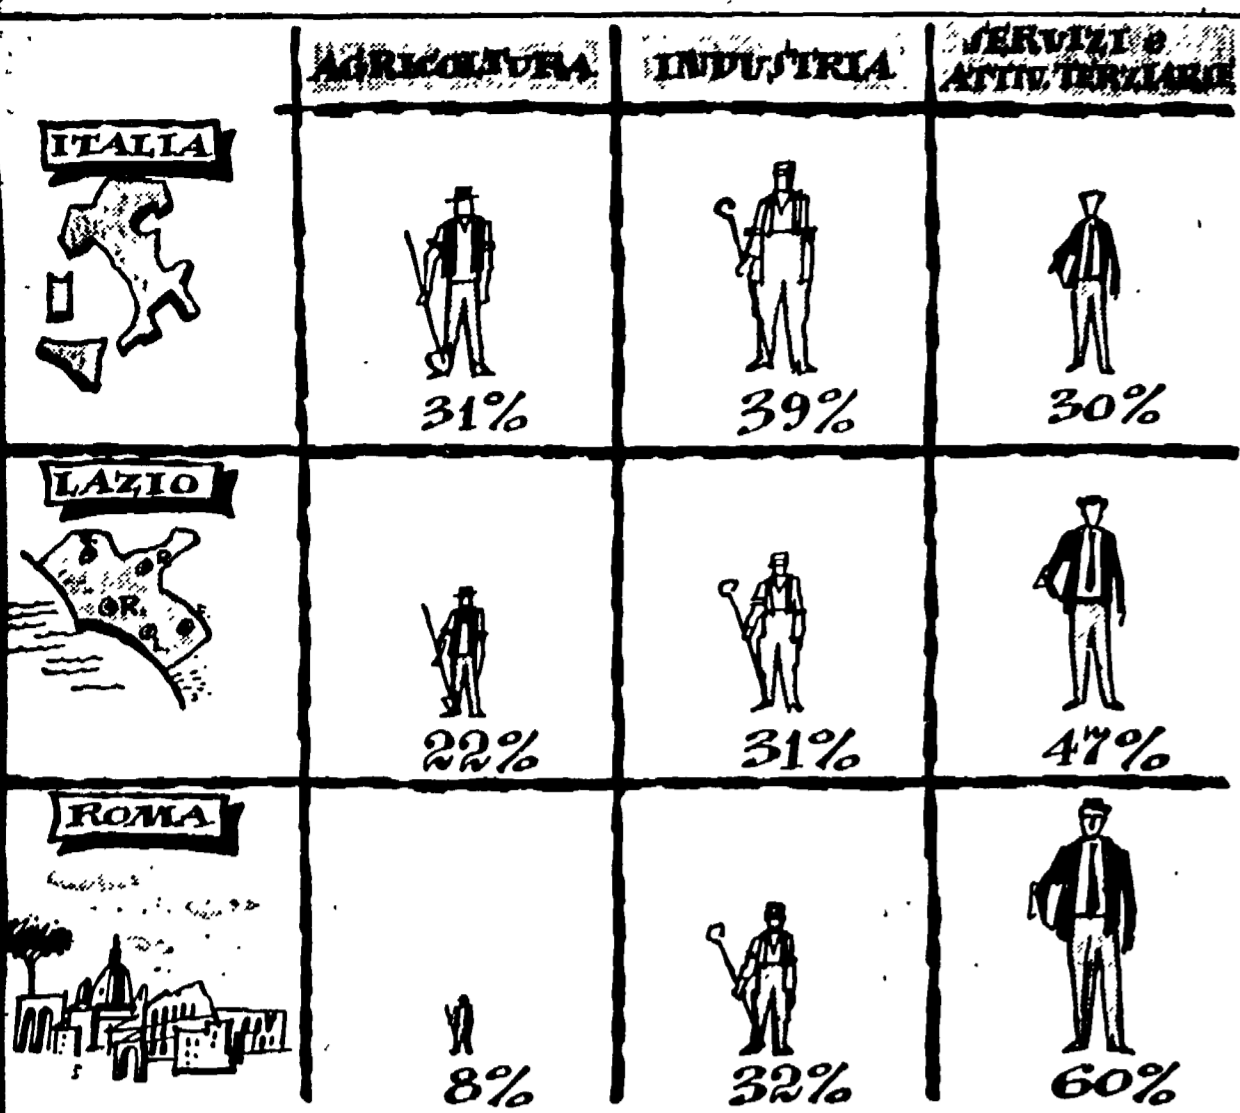 AGRICOLTURA
INDUSTRIA
SERVIZI e
ATTIV. TERZIARIE
ITALIA
31%
39%
30%
LAZIO
R.
22%
31%
47%
ROMA
8%
32%
60%